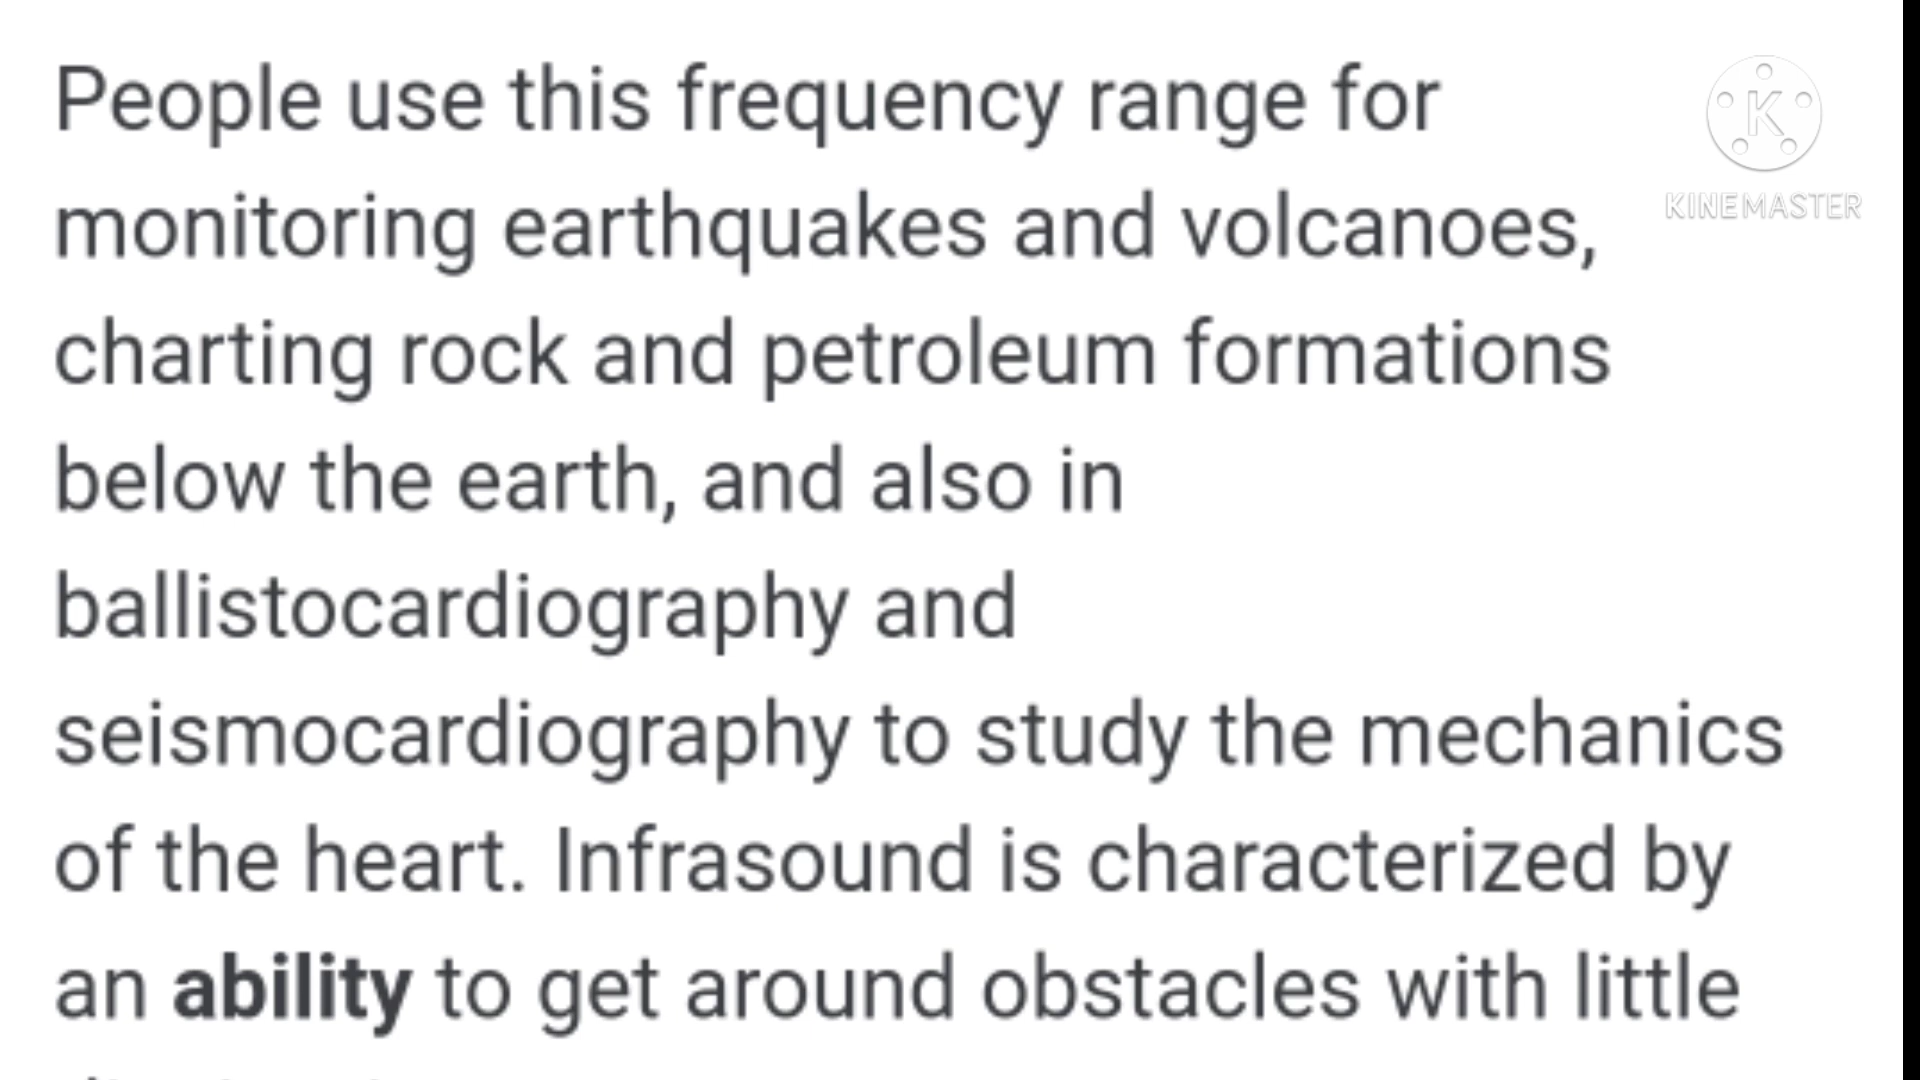 People use this frequency range for
monitoring earthquakes and volcanoes,
charting rock and petroleum formations
below the earth, and also in
ballistocardiography and
seismocardiography to study the mechanics
of the heart. Infrasound is characterized by
an ability to get around obstacles with little
K
KINEMASTER